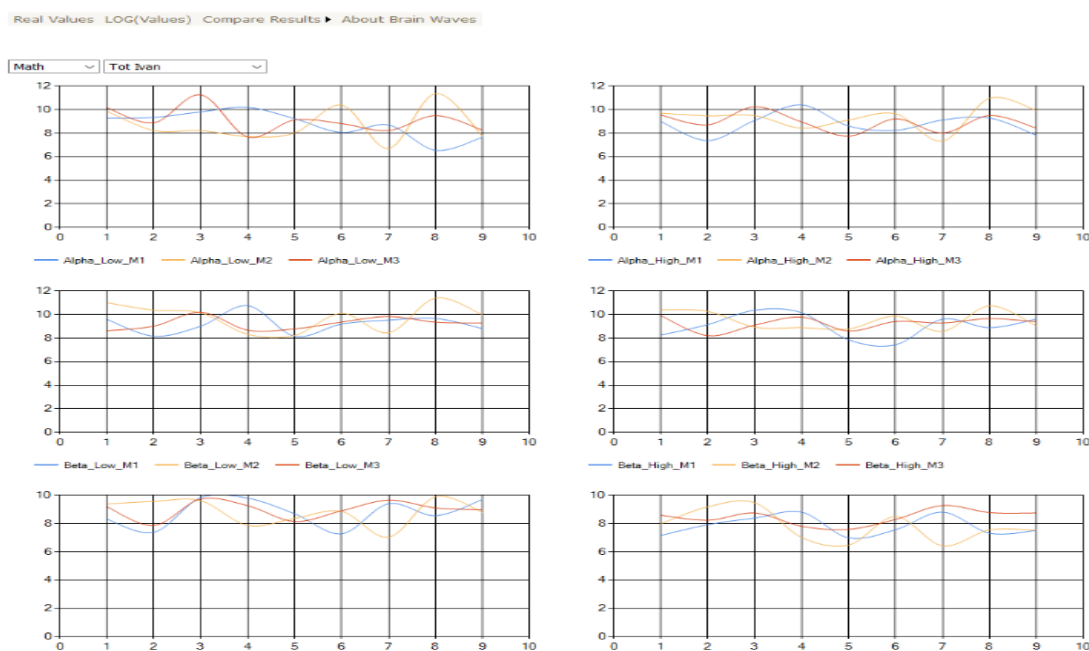 Real Values LOG(Values) Compare Results About Brain Waves
Math Tot Ivan
12 12
10 10
8 8
6 6
4 4
2 2
0 0
0 1 2 3 4 5 6 7 8 9 10 0 1 2 3 4 5 6 7 8 9 10
Alpha_Low_M1 Alpha_Low_M2 Alpha_Low_M3 Alpha_High_M1 Alpha_High_M2 Alpha_High_M3
12 12
10 10
8 8
6 6
4 4
2 2
0 0
0 1 2 3 4 5 6 7 8 9 10 0 1 2 3 4 5 6 7 8 9 10
Beta_Low_M1 Beta_Low_M2 Beta_Low_M3 Beta_High_M1 Beta_High_M2 Beta_High_M3
10 10
8 8
6 6
4 4
2 2
0 0
0 1 2 3 4 5 6 7 8 9 10 0 1 2 3 4 5 6 7 8 9 10